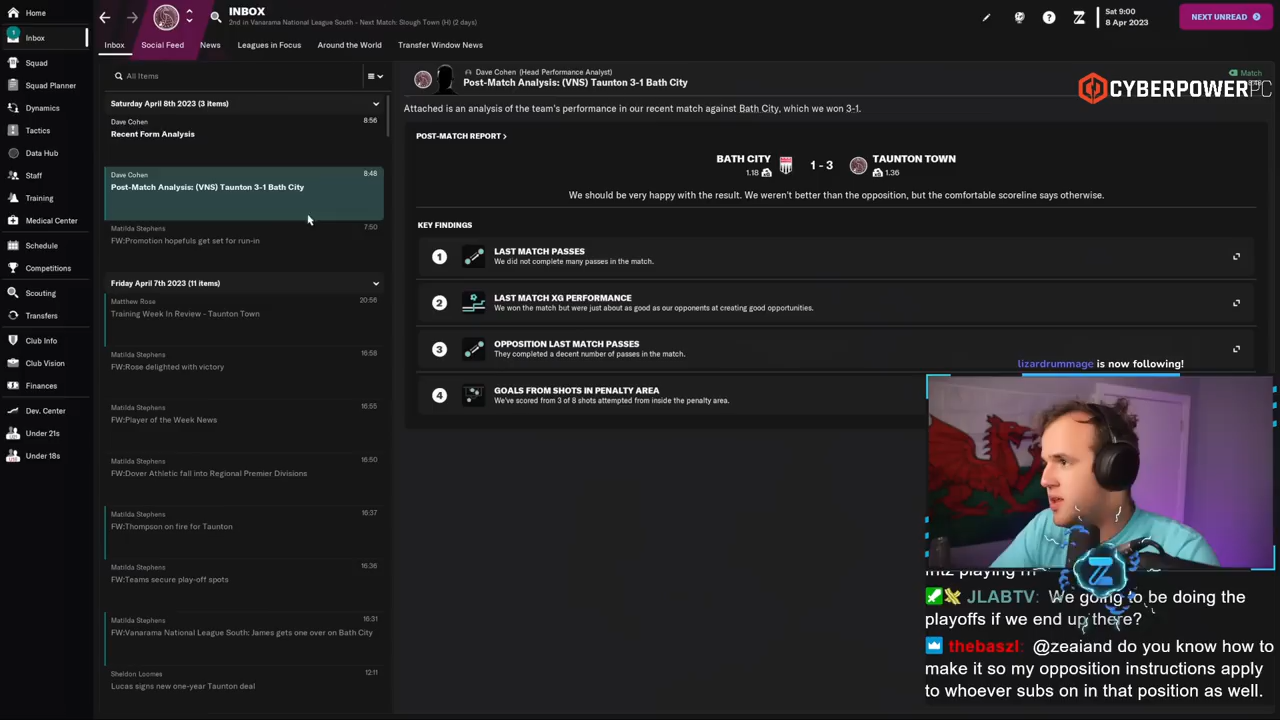 Home
1
Inbox
Squad
Squad Planner
Dynamics
Tactics
Data Hub
Staff
Training
Medical Center
Schedule
Competitions
Scouting
Transfers
Club Info
Club Vision
Finances
Dev. Center
Under 21s
Under 18s
INBOX
2nd in Vanarama National League South - Next Match: Slough Town (H) (2 days)
Sat 9:00
8 Apr 2023
NEXT UNREAD
Inbox
Social Feed
News
Leagues in Focus
Around the World
Transfer Window News
All Items
Saturday April 8th 2023 (3 items)
Dave Cohen 8:56
Recent Form Analysis
Dave Cohen 8:48
Post-Match Analysis: (VNS) Taunton 3-1 Bath City
Matilda Stephens 7:50
FW:Promotion hopefuls get set for run-in
Friday April 7th 2023 (11 items)
Matthew Rose 20:58
Training Week In Review - Taunton Town
Matilda Stephens 16:58
FW:Rose delighted with victory
Matilda Stephens 16:55
FW:Player of the Week News
Matilda Stephens 16:50
FW:Dover Athletic fall into Regional Premier Divisions
Matilda Stephens 16:37
FW:Thompson on fire for Taunton
Matilda Stephens 16:36
FW:Teams secure play-off spots
Matilda Stephens 16:31
FW:Vanarama National League South: James gets one over on Bath City
Sheldon Loomes 12:11
Lucas signs new one-year Taunton deal
Dave Cohen (Head Performance Analyst)
Post-Match Analysis: (VNS) Taunton 3-1 Bath City
Match
CYBERPOWERPC
Attached is an analysis of the team's performance in our recent match against Bath City, which we won 3-1.
POST-MATCH REPORT >
BATH CITY 1 - 3 TAUNTON TOWN
1.18 1.36
We should be very happy with the result. We weren't better than the opposition, but the comfortable scoreline says otherwise.
KEY FINDINGS
1 LAST MATCH PASSES
We did not complete many passes in the match.
2 LAST MATCH XG PERFORMANCE
We won the match but were just about as good as our opponents at creating good opportunities.
3 OPPOSITION LAST MATCH PASSES
They completed a decent number of passes in the match.
4 GOALS FROM SHOTS IN PENALTY AREA
We've scored from 3 of 8 shots attempted from inside the penalty area.
lizardrummage is now following!
JLABTV: We going to be doing the
playoffs if we end up there?
thebaszl: @zeaiand do you know how to
make it so my opposition instructions apply
to whoever subs on in that position as well.